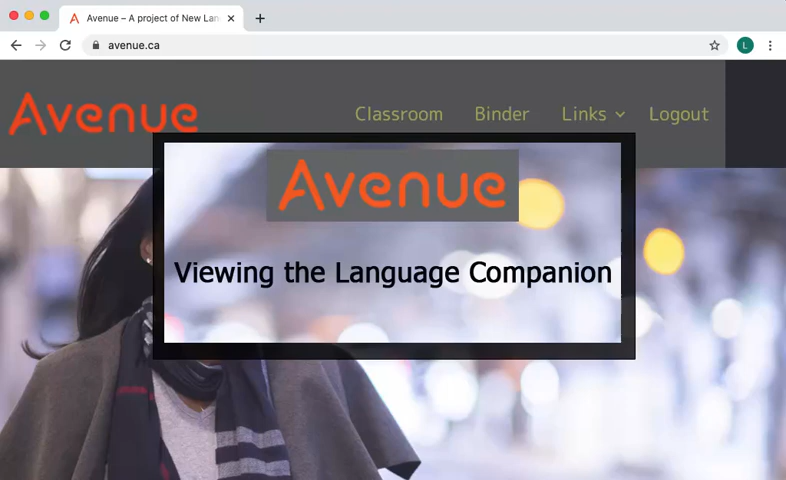 Avenue – A project of New Lan
avenue.ca
L
Avenue
Classroom Binder Links Logout
Avenue
Viewing the Language Companion